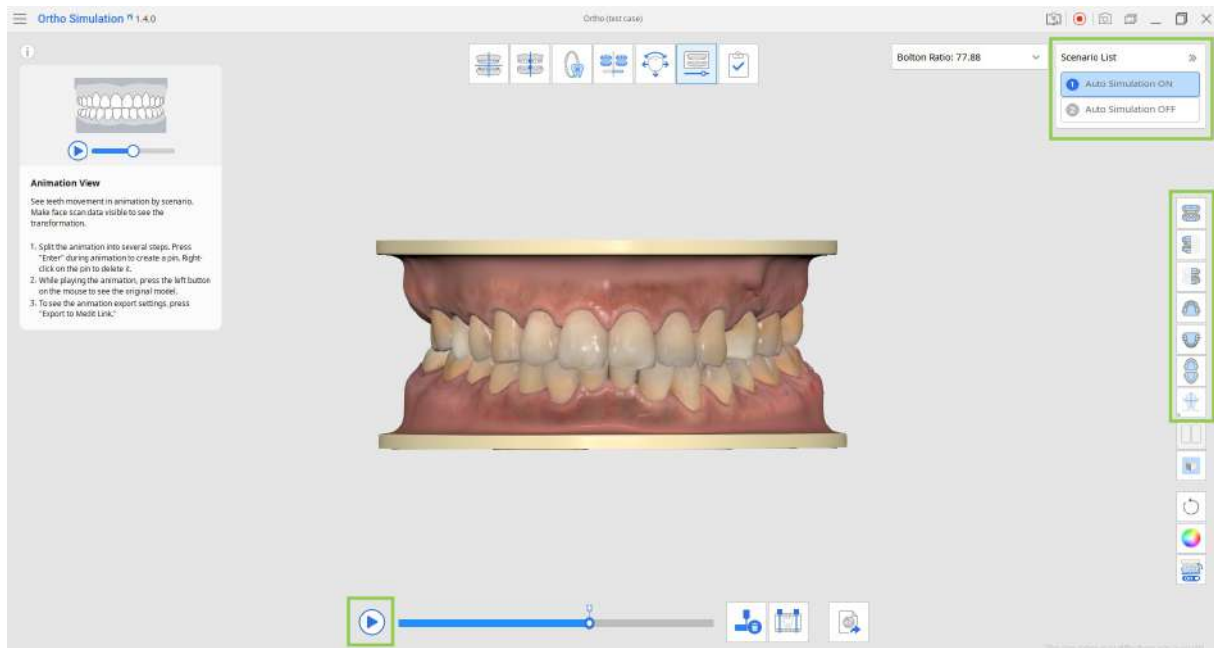 Ortho Simulation 1.4.0
Ortho (test case)
Bolton Ratio: 77.88
Scenario List
1 Auto Simulation ON
2 Auto Simulation OFF
Animation View
See teeth movement in animation by scenario.
Make face scan data visible to see the
transformation.
1. Split the animation into several steps. Press
"Enter" during animation to create a pin. Right-
click on the pin to delete it.
2. While playing the animation, press the left button
on the mouse to see the original model.
3. To see the animation export settings, press
"Export to Medit Link."